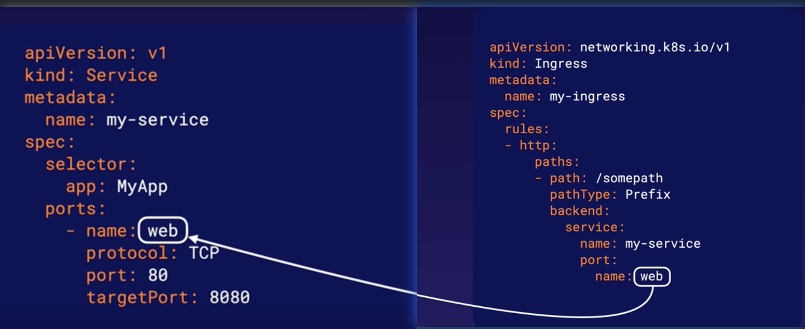 apiVersion: v1
kind: Service
metadata:
  name: my-service
spec:
  selector:
    app: MyApp
  ports:
    - name: web
      protocol: TCP
      port: 80
      targetPort: 8080
apiVersion: networking.k8s.io/v1
kind: Ingress
metadata:
  name: my-ingress
spec:
  rules:
  - http:
      paths:
      - path: /somepath
        pathType: Prefix
        backend:
          service:
            name: my-service
            port:
              name: web